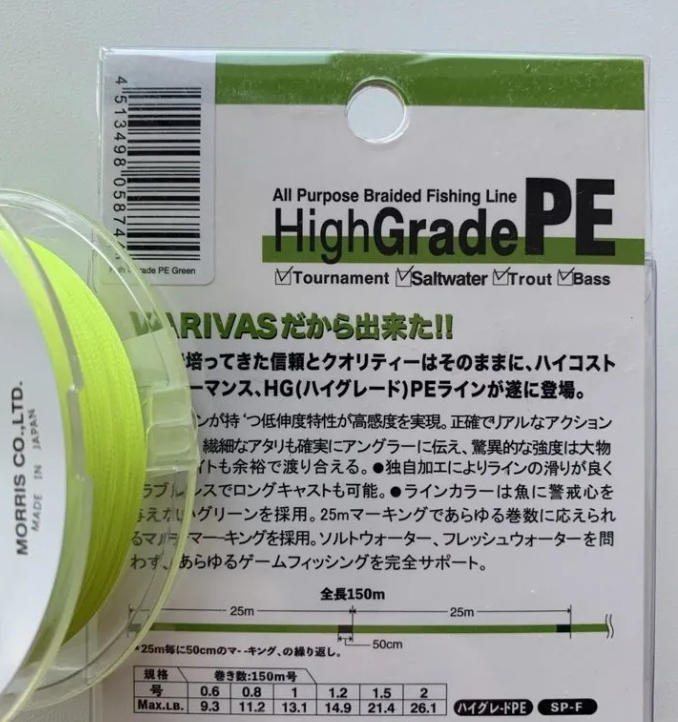 4 513498 05874
High Grade PE Green
All Purpose Braided Fishing Line
HighGrade PE
Tournament Saltwater Trout Bass
VARIVASだから出来た!!
培ってきた信頼とクオリティーはそのままに、ハイコスト
ーマンス、HG(ハイグレード)PEラインが遂に登場。
ンが持つ低伸度特性が高感度を実現。正確でリアルなアクション
繊細なアタリも確実にアングラーに伝え、驚異的な強度は大物
イトも余裕で渡り合える。●独自加工によりラインの滑りが良く
ラブルレスでロングキャストも可能。●ラインカラーは魚に警戒心を
与えないグリーンを採用。25mマーキングであらゆる巻数に応えられ
るマルチマーキングを採用。ソルトウォーター、フレッシュウォーターを問
わず、あらゆるゲームフィッシングを完全サポート。
全長150m
25m 25m
50cm
*25m毎に50cmのマーキング、の繰り返し。
規格 巻き数:150m号
号 0.6 0.8 1 1.2 1.5 2
Max.LB. 9.3 11.2 13.1 14.9 21.4 26.1
ハイグレードPE SP-F
MORRIS CO.,LTD.
MADE IN JAPAN